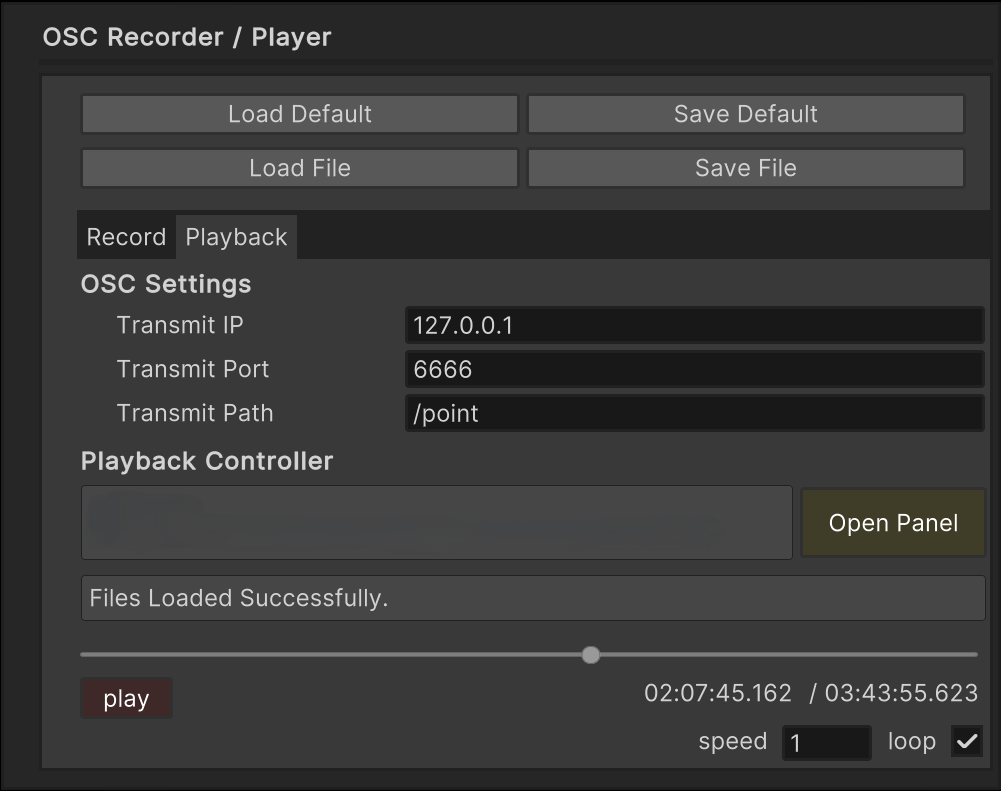 OSC Recorder / Player
Load Default Save Default
Load File Save File
Record Playback
OSC Settings
Transmit IP 127.0.0.1
Transmit Port 6666
Transmit Path /point
Playback Controller
Open Panel
Files Loaded Successfully.
play 02:07:45.162 / 03:43:55.623
speed 1 loop